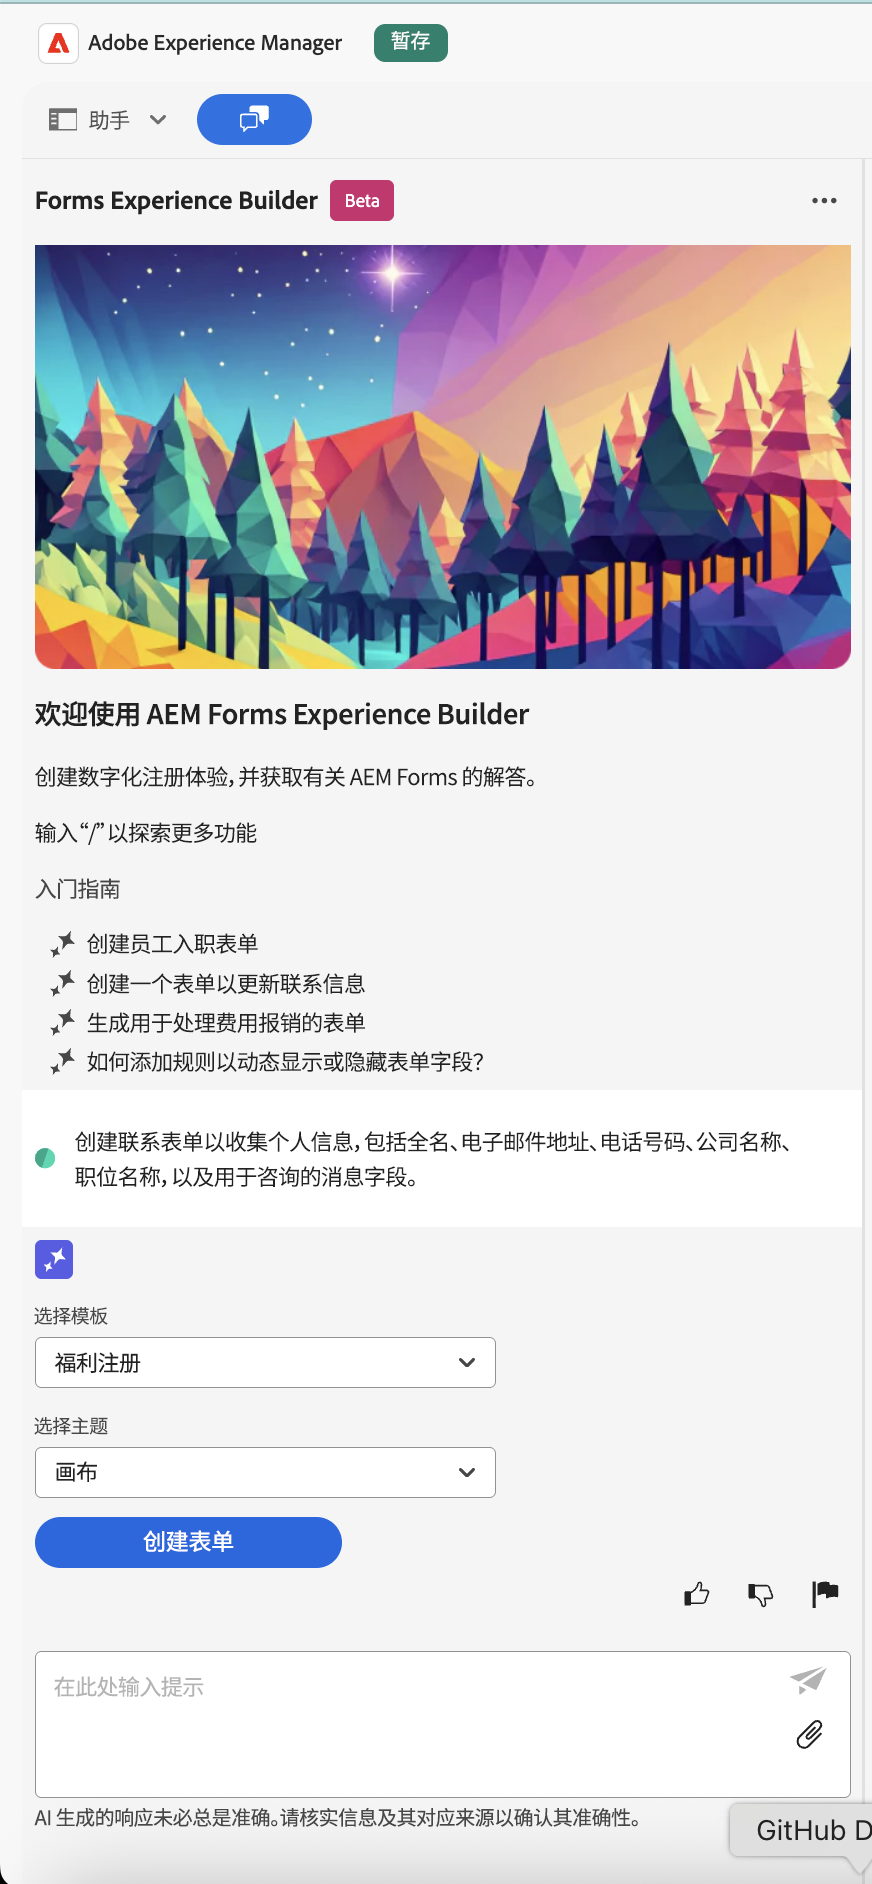 Adobe Experience Manager
暂存
助手
Forms Experience Builder
Beta
欢迎使用 AEM Forms Experience Builder
创建数字化注册体验，并获取有关 AEM Forms 的解答。
输入“/”以探索更多功能
入门指南
创建员工入职表单
创建一个表单以更新联系信息
生成用于处理费用报销的表单
如何添加规则以动态显示或隐藏表单字段？
创建联系表单以收集个人信息，包括全名、电子邮件地址、电话号码、公司名称、
职位名称，以及用于咨询的消息字段。
选择模板
福利注册
选择主题
画布
创建表单
在此处输入提示
AI 生成的响应未必总是准确。请核实信息及其对应来源以确认其准确性。
GitHub D